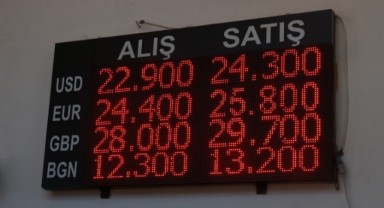 ALIŞ SATIŞ
USD 22.900 24.300
EUR 24.400 25.800
GBP 28.000 29.700
BGN 12.300 13.200